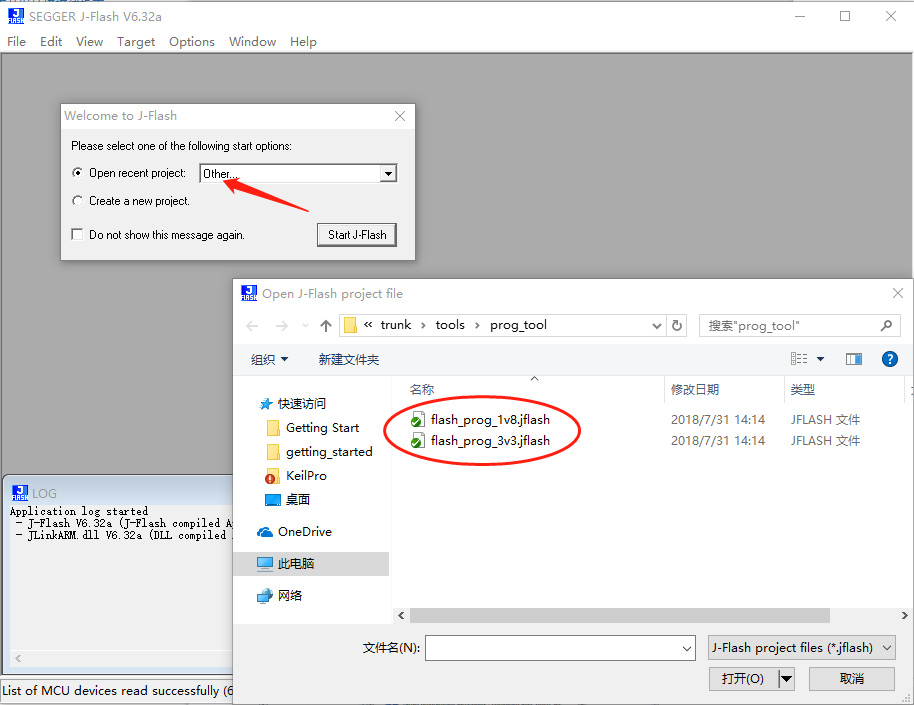 SEGGER J-Flash V6.32a
File Edit View Target Options Window Help
Welcome to J-Flash
Please select one of the following start options:
Open recent project: Other...
Create a new project.
Do not show this message again. Start J-Flash
Open J-Flash project file
« trunk › tools › prog_tool 搜索"prog_tool"
组织 新建文件夹
名称 修改日期 类型
快速访问
Getting Start
getting_started
KeilPro
桌面
OneDrive
此电脑
网络
flash_prog_1v8.jflash 2018/7/31 14:14 JFLASH 文件
flash_prog_3v3.jflash 2018/7/31 14:14 JFLASH 文件
文件名(N): J-Flash project files (*.jflash)
打开(O) 取消
LOG
Application log started
- J-Flash V6.32a (J-Flash compiled
- JLinkARM.dll V6.32a (DLL compiled
List of MCU devices read successfully (6